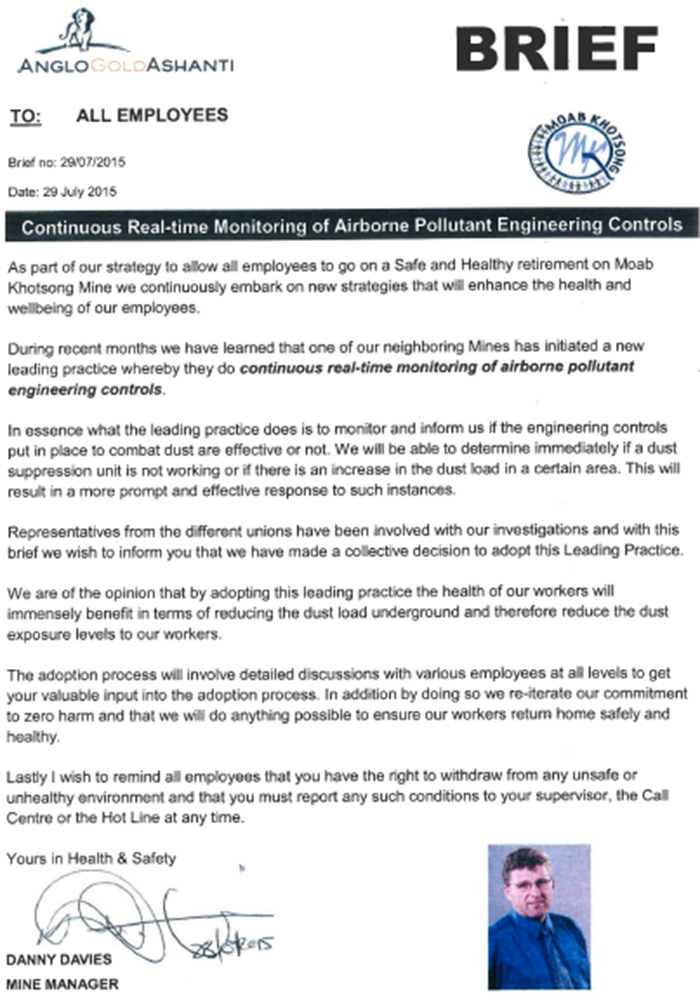 ANGLOGOLDASHANTI
BRIEF
TO: ALL EMPLOYEES
MOAB KHOTSONG
MK
Brief no: 29/07/2015
Date: 29 July 2015
Continuous Real-time Monitoring of Airborne Pollutant Engineering Controls
As part of our strategy to allow all employees to go on a Safe and Healthy retirement on Moab
Khotsong Mine we continuously embark on new strategies that will enhance the health and
wellbeing of our employees.
During recent months we have learned that one of our neighboring Mines has initiated a new
leading practice whereby they do continuous real-time monitoring of airborne pollutant
engineering controls.
In essence what the leading practice does is to monitor and inform us if the engineering controls
put in place to combat dust are effective or not. We will be able to determine immediately if a dust
suppression unit is not working or if there is an increase in the dust load in a certain area. This will
result in a more prompt and effective response to such instances.
Representatives from the different unions have been involved with our investigations and with this
brief we wish to inform you that we have made a collective decision to adopt this Leading Practice.
We are of the opinion that by adopting this leading practice the health of our workers will
immensely benefit in terms of reducing the dust load underground and therefore reduce the dust
exposure levels to our workers.
The adoption process will involve detailed discussions with various employees at all levels to get
your valuable input into the adoption process. In addition by doing so we re-iterate our commitment
to zero harm and that we will do anything possible to ensure our workers return home safely and
healthy.
Lastly I wish to remind all employees that you have the right to withdraw from any unsafe or
unhealthy environment and that you must report any such conditions to your supervisor, the Call
Centre or the Hot Line at any time.
Yours in Health & Safety
DANNY DAVIES
MINE MANAGER